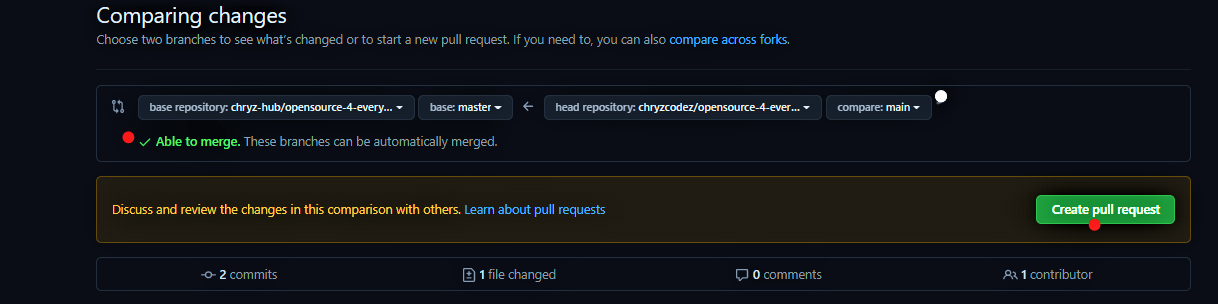 Comparing changes
Choose two branches to see what's changed or to start a new pull request. If you need to, you can also compare across forks.
base repository: chryz-hub/opensource-4-every... base: master head repository: chryzcodez/opensource-4-ever... compare: main
Able to merge. These branches can be automatically merged.
Discuss and review the changes in this comparison with others. Learn about pull requests
Create pull request
2 commits 1 file changed 0 comments 1 contributor